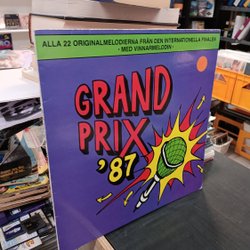 ALLA 22 ORIGINALMELODIERNA FRÅN DEN INTERNATIONELLA FINALEN
• MED VINNARMELODIN •
GRAND
PRIX
'87